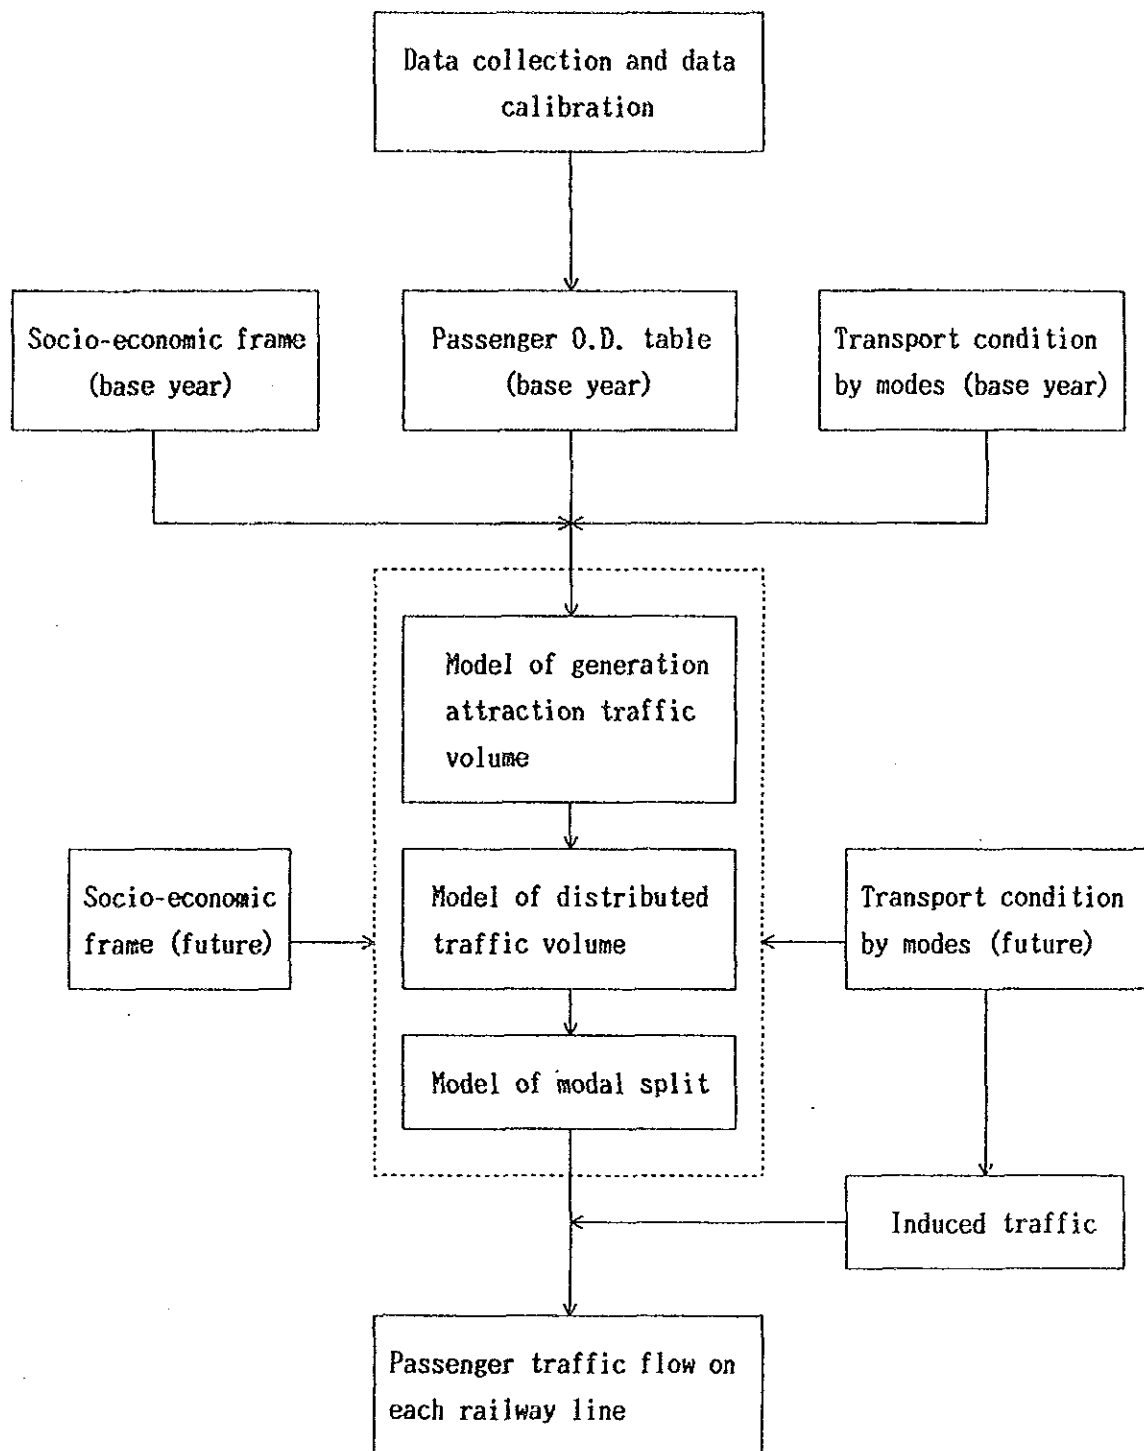 Data collection and data
calibration
Socio-economic frame
(base year)
Passenger O.D. table
(base year)
Transport condition
by modes (base year)
Model of generation
attraction traffic
volume
Socio-economic
frame (future)
Model of distributed
traffic volume
Transport condition
by modes (future)
Model of modal split
Induced traffic
Passenger traffic flow on
each railway line